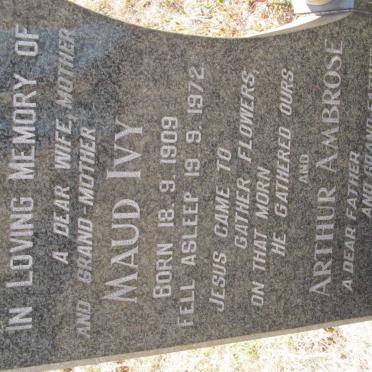 IN LOVING MEMORY OF
A DEAR WIFE, MOTHER
AND GRAND-MOTHER
MAUD IVY
BORN 18.9.1909
FELL ASLEEP 19.9.1972
JESUS CAME TO
GATHER FLOWERS,
ON THAT MORN
HE GATHERED OURS
AND
ARTHUR AMBROSE
A DEAR FATHER
AND